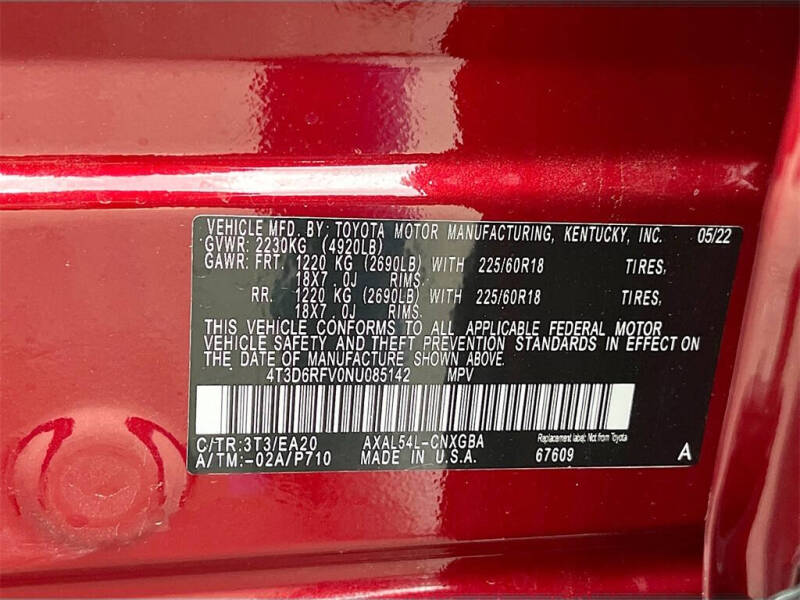 VEHICLE MFD. BY: TOYOTA MOTOR MANUFACTURING, KENTUCKY, INC. 05/22
GVWR: 2230KG (4920LB)
GAWR: FRT. 1220 KG (2690LB) WITH 225/60R18 TIRES,
18X7 .0J RIMS.
RR. 1220 KG (2690LB) WITH 225/60R18 TIRES,
18X7 .0J RIMS.
THIS VEHICLE CONFORMS TO ALL APPLICABLE FEDERAL MOTOR
VEHICLE SAFETY AND THEFT PREVENTION STANDARDS IN EFFECT ON
THE DATE OF MANUFACTURE SHOWN ABOVE.
4T3D6RFV0NU085142 MPV
C/TR:3T3/EA20 AXAL54L-CNXGBA Replacement label: Not from Toyota
A/TM:-02A/P710 MADE IN U.S.A. 67609 A